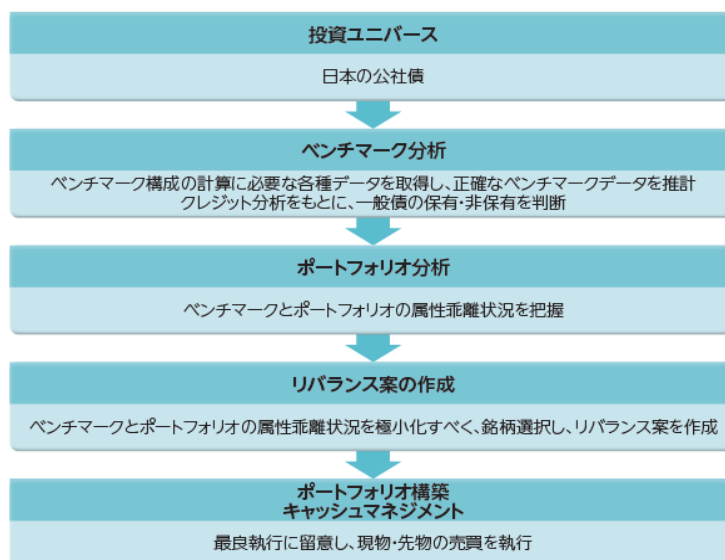 投資ユニバース
日本の公社債
ベンチマーク分析
ベンチマーク構成の計算に必要な各種データを取得し、正確なベンチマークデータを推計
クレジット分析をもとに、一般債の保有・非保有を判断
ポートフォリオ分析
ベンチマークとポートフォリオの属性乖離状況を把握
リバランス案の作成
ベンチマークとポートフォリオの属性乖離状況を極小化すべく、銘柄選択し、リバランス案を作成
ポートフォリオ構築
キャッシュマネジメント
最良執行に留意し、現物・先物の売買を執行